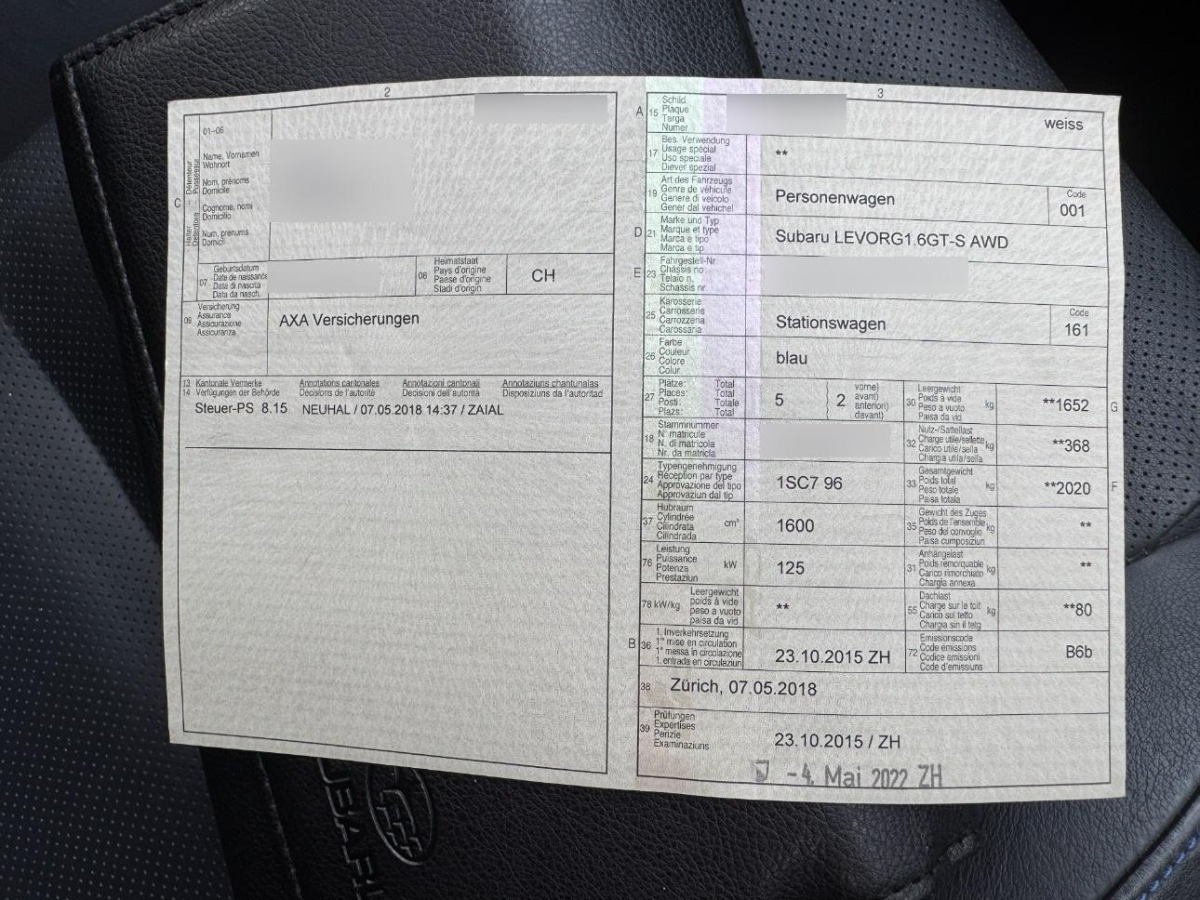 2
01-06
Name, Vornamen
Wohnort
Nom, prénoms
Domicile
Cognome, nomi
Domicilio
Num, prenums
Domicil
C
Halter Détenteur
Detentore Possessur
07
Geburtsdatum
Date de naissance
Data di nascita
Data da nasch.
08
Heimatstaat
Pays d'origine
Paese d'origine
Stadi d'origin
CH
09
Versicherung
Assurance
Assicurazione
Assicuranza
AXA Versicherungen
13 Kantonale Vermerke Annotations cantonales Annotazioni cantonali Annotaziuns chantunalas
14 Verfügungen der Behörde Décisions de l'autorité Decisioni dell'autorità Disposiziuns da l'autoritad
Steuer-PS 8.15 NEUHAL / 07.05.2018 14:37 / ZAIAL
3
A 15
Schild
Plaque
Targa
Numer
weiss
17
Bes. Verwendung
Usage spécial
Uso speciale
Diever spezial
**
19
Art des Fahrzeugs
Genre de véhicule
Genere di veicolo
Gener dal vehichel
Personenwagen
Code
001
D 21
Marke und Typ
Marque et type
Marca e tipo
Marca e tip
Subaru LEVORG1.6GT-S AWD
E 23
Fahrgestell-Nr.
Châssis no
Telaio n.
Schassis nr.
25
Karosserie
Carrosserie
Carrozzeria
Carossaria
Stationswagen
Code
161
26
Farbe
Couleur
Colore
Colur
blau
27
Plätze: Total
Places: Total
Posti: Totale
Plazs: Total
5
2
vorne)
avant)
anteriori)
davant)
30
Leergewicht
Poids à vide
Peso a vuoto
Paisa da vid
kg
**1652
G
18
Stammnummer
N° matricule
N. di matricola
Nr. da matricla
32
Nutz-/Sattellast
Charge utile/sellette
Carico utile/sella
Chargia utila/sella
kg
**368
24
Typengenehmigung
Réception par type
Approvazione del tipo
Approvaziun dal tip
1SC7 96
33
Gesamtgewicht
Poids total
Peso totale
Paisa totala
kg
**2020
F
37
Hubraum
Cylindrée
Cilindrata
Cilindrada
cm³
1600
35
Gewicht des Zuges
Poids de l'ensemble
Peso del convoglio
Paisa cumposiziun
kg
**
76
Leistung
Puissance
Potenza
Prestaziun
kW
125
31
Anhängelast
Poids remorquable
Carico rimorchiato
Chargia annexa
kg
**
78 kW/kg
Leergewicht
poids à vide
peso a vuoto
paisa da vid
**
55
Dachlast
Charge sur le toit
Carico sul tetto
Chargia sin il tetg
kg
**80
B 36
1. Inverkehrsetzung
1re mise en circulation
1a messa in circolazione
1. entrada en circulaziun
23.10.2015 ZH
72
Emissionscode
Code émissions
Codice emissioni
Code d'emissiuns
B6b
38
Zürich, 07.05.2018
39
Prüfungen
Expertises
Perizie
Examinaziuns
23.10.2015 / ZH
-4. Mai 2022 ZH
SUBARU